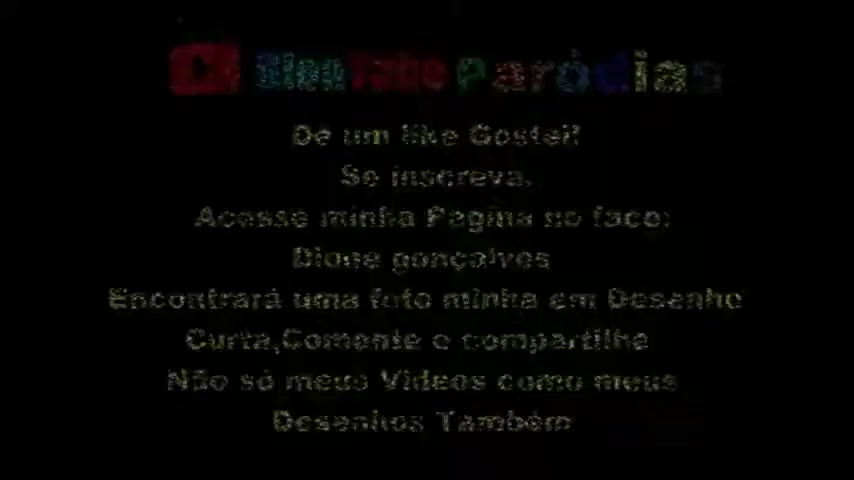 Paródias
Dê um like Gostei!
Se inscreva.
Acesse minha Pagina no face:
Dione gonçalves
Encontrará uma foto minha em Desenho
Curta,Comente e compartilhe
Não só meus Videos como meus
Desenhos Também